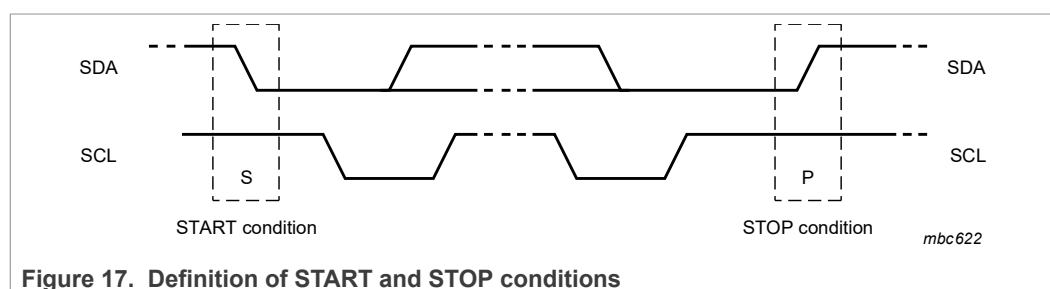 SDA SDA
SCL SCL
S P
START condition STOP condition
mbc622
Figure 17. Definition of START and STOP conditions